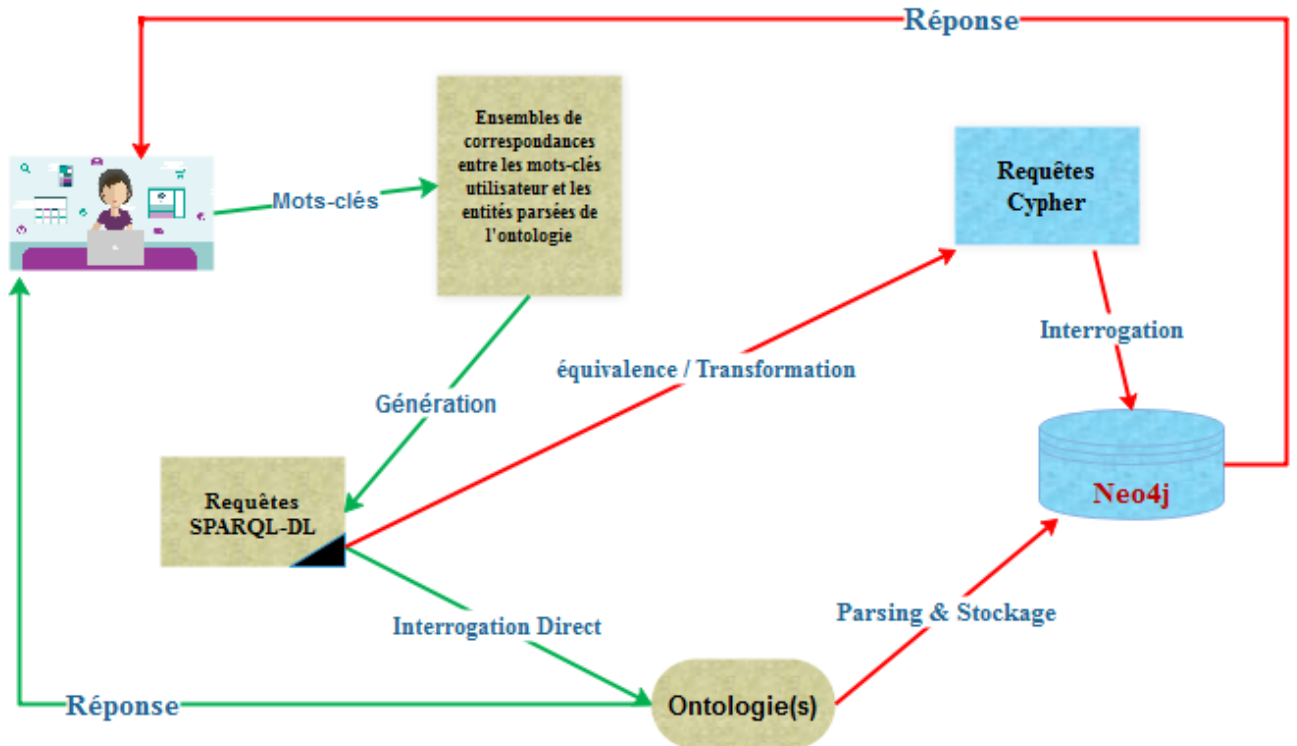 Réponse
Ensembles de
correspondances
entre les mots-clés
utilisateur et les
entités parsées de
l'ontologie
Mots-clés
Requêtes
Cypher
Interrogation
équivalence / Transformation
Génération
Requêtes
SPARQL-DL
Neo4j
Interrogation Direct
Parsing & Stockage
Ontologie(s)
Réponse